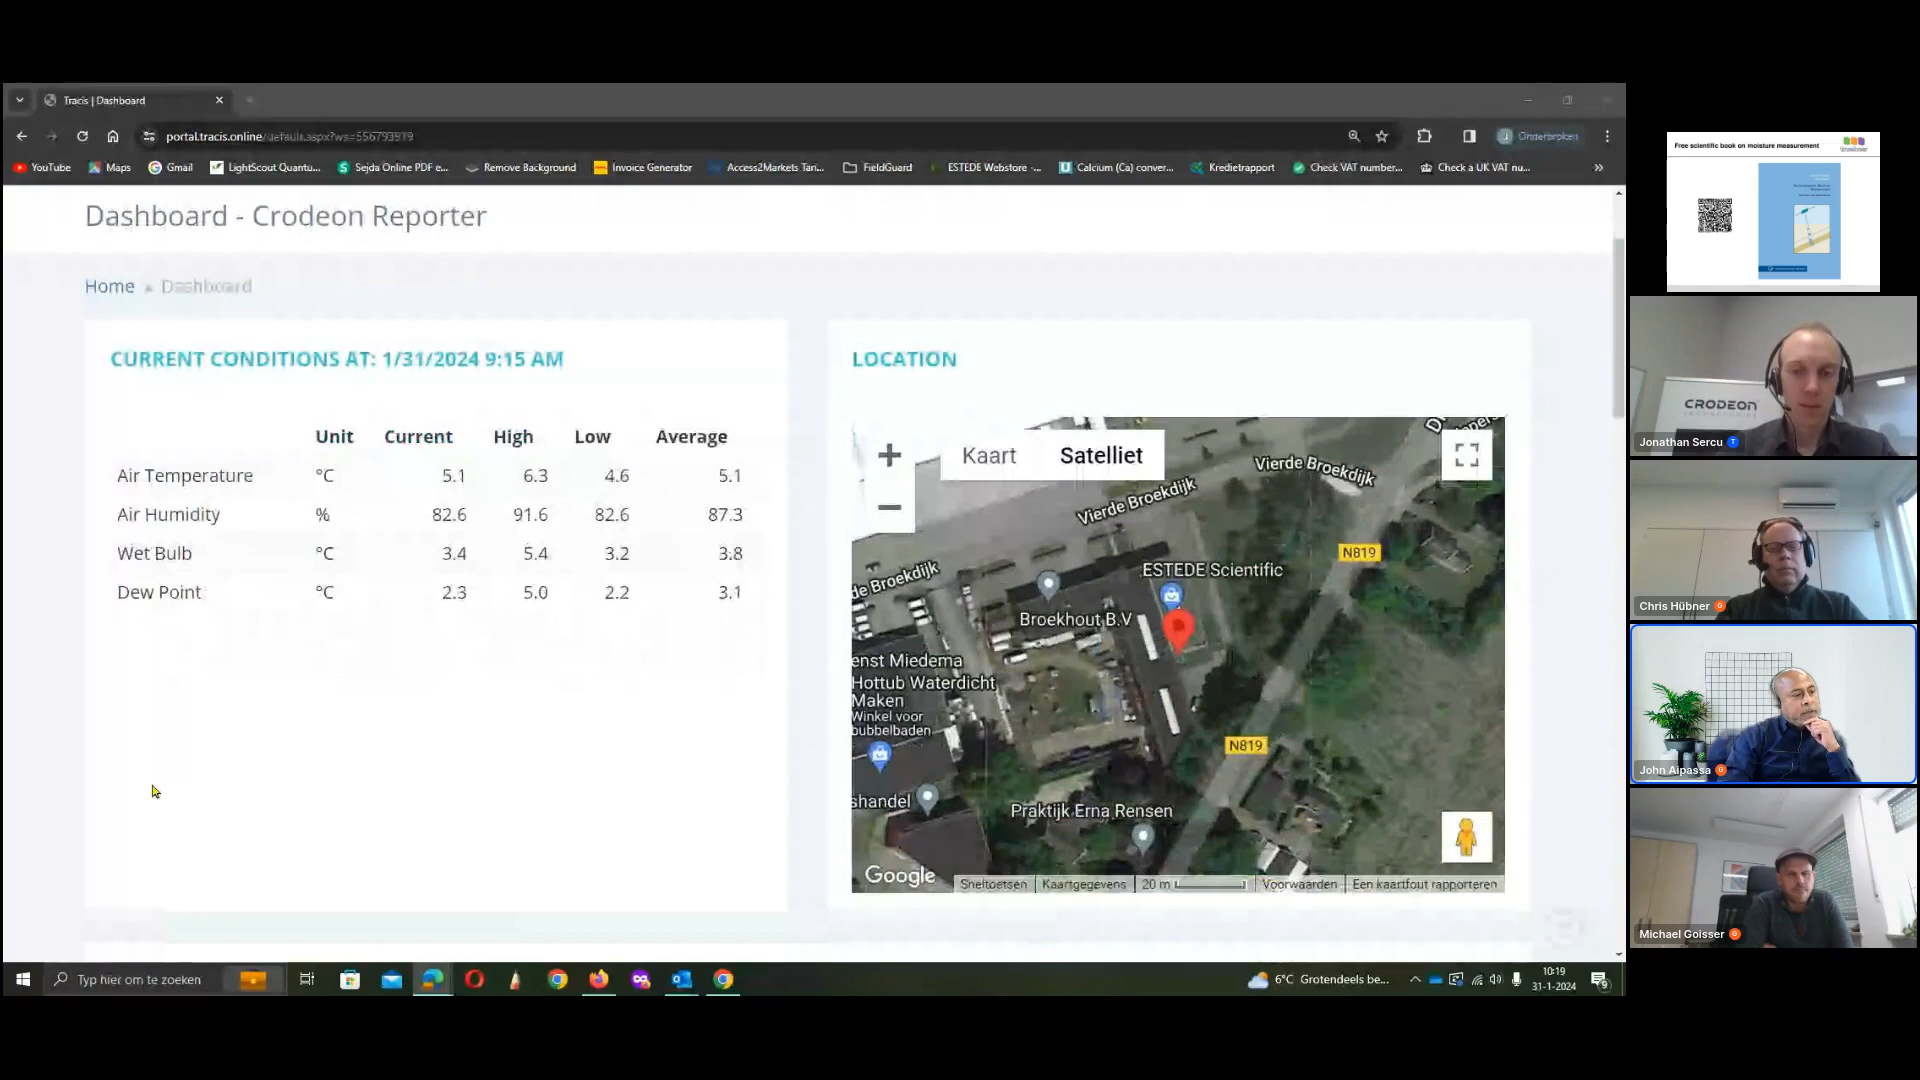 Tracis | Dashboard
portal.tracis.online/default.aspx?ws=556793919
Onderbroken
YouTube
Maps
Gmail
LightScout Quantu...
Sejda Online PDF e...
Remove Background
Invoice Generator
Access2Markets Tari...
FieldGuard
ESTEDE Webstore -...
Calcium (Ca) conver...
Kredietrapport
Check VAT number...
Check a UK VAT nu...
Dashboard - Crodeon Reporter
Home Dashboard
CURRENT CONDITIONS AT: 1/31/2024 9:15 AM
Unit Current High Low Average
Air Temperature °C 5.1 6.3 4.6 5.1
Air Humidity % 82.6 91.6 82.6 87.3
Wet Bulb °C 3.4 5.4 3.2 3.8
Dew Point °C 2.3 5.0 2.2 3.1
LOCATION
Kaart Satelliet
Vierde Broekdijk
Vierde Broekdijk
de Broekdijk
N819
ESTEDE Scientific
Broekhout B.V
enst Miedema
Hottub Waterdicht
Maken
Winkel voor
bubbelbaden
N819
shandel
Praktijk Erna Rensen
Google
Sneltoetsen Kaartgegevens 20 m Voorwaarden Een kaartfout rapporteren
Typ hier om te zoeken
6°C Grotendeels be...
10:19
31-1-2024
9
Free scientific book on moisture measurement
CRODEON
Jonathan Sercu
Chris Hübner
John Aipassa
Michael Goisser